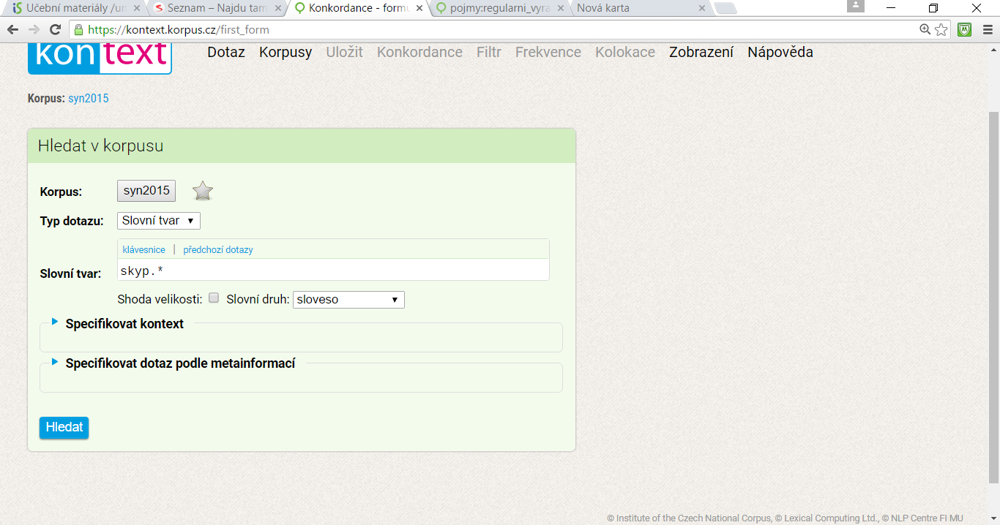 Učební materiály /um
Seznam – Najdu tam
Konkordance - formu
pojmy:regularni_vyra
Nová karta
https://kontext.korpus.cz/first_form
kontext
Dotaz Korpusy Uložit Konkordance Filtr Frekvence Kolokace Zobrazení Nápověda
Korpus: syn2015
Hledat v korpusu
Korpus: syn2015
Typ dotazu: Slovní tvar
klávesnice | předchozí dotazy
Slovní tvar: skyp.*
Shoda velikosti: Slovní druh: sloveso
Specifikovat kontext
Specifikovat dotaz podle metainformací
Hledat
© Institute of the Czech National Corpus, © Lexical Computing Ltd., © NLP Centre FI MU